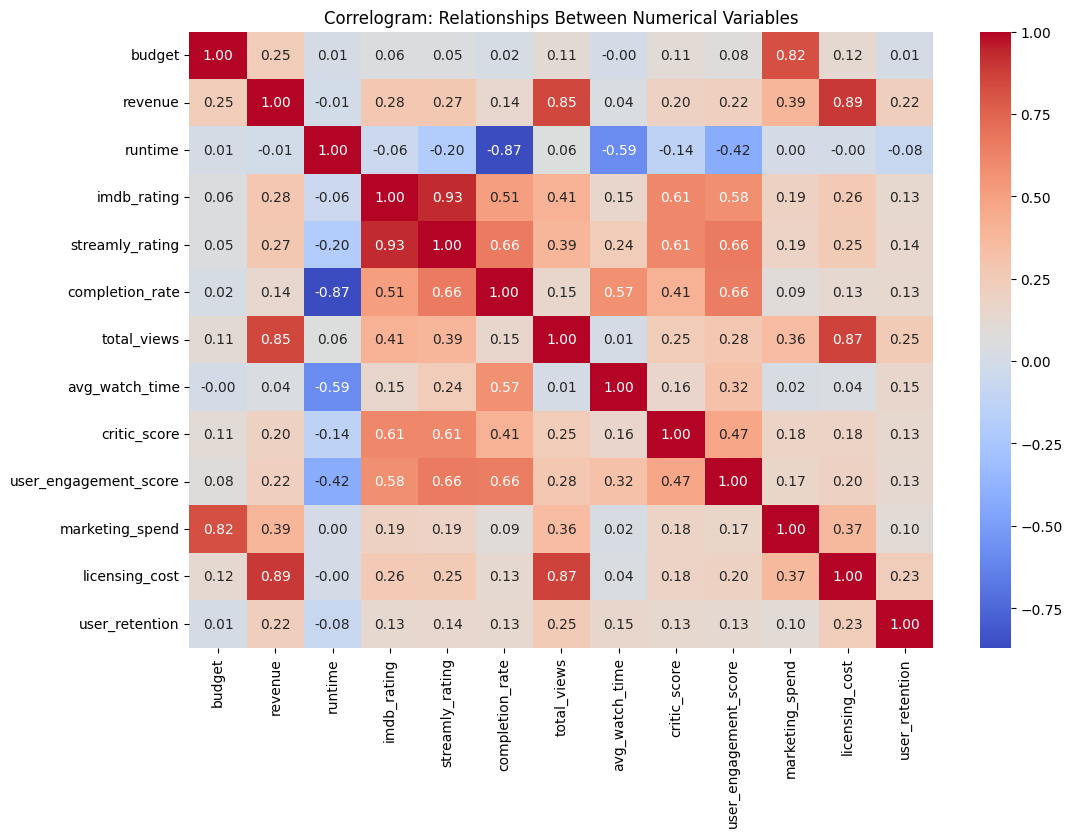 Correlogram: Relationships Between Numerical Variables
budget 1.00 0.25 0.01 0.06 0.05 0.02 0.11 -0.00 0.11 0.08 0.82 0.12 0.01
revenue 0.25 1.00 -0.01 0.28 0.27 0.14 0.85 0.04 0.20 0.22 0.39 0.89 0.22
runtime 0.01 -0.01 1.00 -0.06 -0.20 -0.87 0.06 -0.59 -0.14 -0.42 0.00 -0.00 -0.08
imdb_rating 0.06 0.28 -0.06 1.00 0.93 0.51 0.41 0.15 0.61 0.58 0.19 0.26 0.13
streamly_rating 0.05 0.27 -0.20 0.93 1.00 0.66 0.39 0.24 0.61 0.66 0.19 0.25 0.14
completion_rate 0.02 0.14 -0.87 0.51 0.66 1.00 0.15 0.57 0.41 0.66 0.09 0.13 0.13
total_views 0.11 0.85 0.06 0.41 0.39 0.15 1.00 0.01 0.25 0.28 0.36 0.87 0.25
avg_watch_time -0.00 0.04 -0.59 0.15 0.24 0.57 0.01 1.00 0.16 0.32 0.02 0.04 0.15
critic_score 0.11 0.20 -0.14 0.61 0.61 0.41 0.25 0.16 1.00 0.47 0.18 0.18 0.13
user_engagement_score 0.08 0.22 -0.42 0.58 0.66 0.66 0.28 0.32 0.47 1.00 0.17 0.20 0.13
marketing_spend 0.82 0.39 0.00 0.19 0.19 0.09 0.36 0.02 0.18 0.17 1.00 0.37 0.10
licensing_cost 0.12 0.89 -0.00 0.26 0.25 0.13 0.87 0.04 0.18 0.20 0.37 1.00 0.23
user_retention 0.01 0.22 -0.08 0.13 0.14 0.13 0.25 0.15 0.13 0.13 0.10 0.23 1.00
budget
revenue
runtime
imdb_rating
streamly_rating
completion_rate
total_views
avg_watch_time
critic_score
user_engagement_score
marketing_spend
licensing_cost
user_retention
1.00
0.75
0.50
0.25
0.00
−0.25
−0.50
−0.75